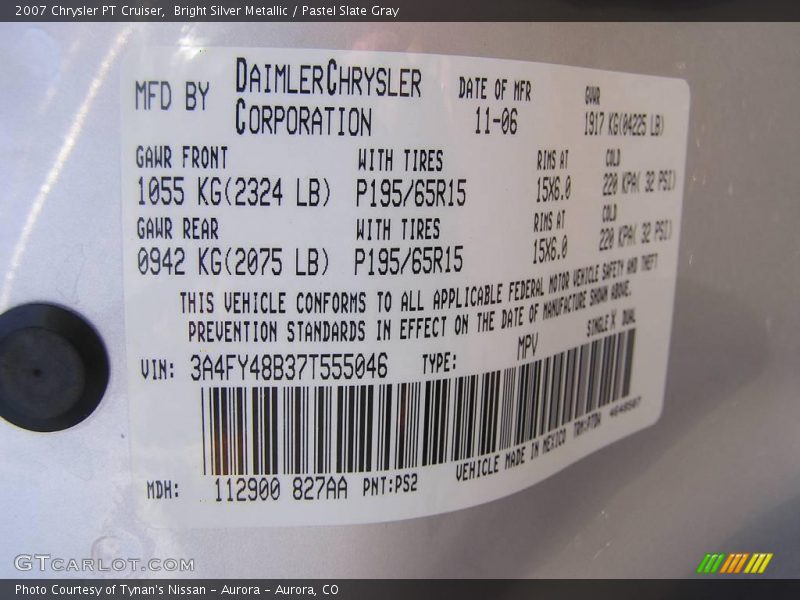 2007 Chrysler PT Cruiser,  Bright Silver Metallic / Pastel Slate Gray
MFD BY DAIMLERCHRYSLER CORPORATION DATE OF MFR 11-06 GVWR 1917 KG(04225 LB)
GAWR FRONT WITH TIRES RIMS AT COLD
1055 KG(2324 LB) P195/65R15 15X6.0 220 KPA( 32 PSI)
GAWR REAR WITH TIRES RIMS AT COLD
0942 KG(2075 LB) P195/65R15 15X6.0 220 KPA( 32 PSI)
THIS VEHICLE CONFORMS TO ALL APPLICABLE FEDERAL MOTOR VEHICLE SAFETY AND THEFT
PREVENTION STANDARDS IN EFFECT ON THE DATE OF MANUFACTURE SHOWN ABOVE.
VIN: 3A4FY48B37T555046 TYPE: MPV SINGLE X DUAL
MDH: 112900 827AA PNT:PS2 VEHICLE MADE IN MEXICO
GTCARLOT.COM
Photo Courtesy of Tynan's Nissan - Aurora - Aurora, CO